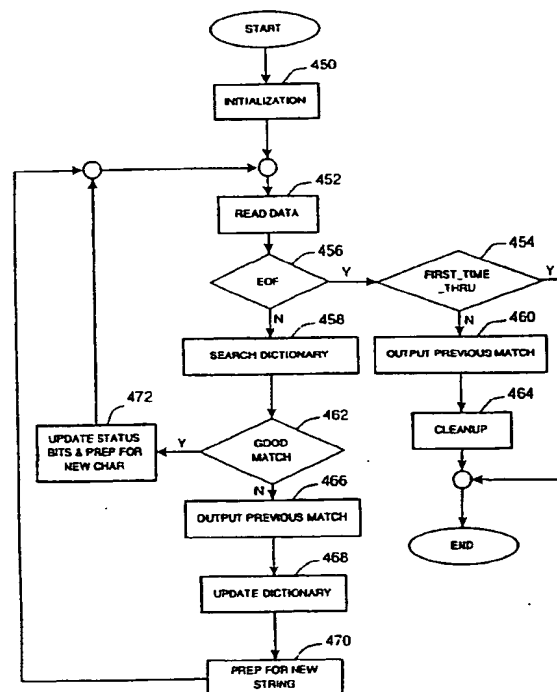 START
450
INITIALIZATION
452
READ DATA
456
EOF
Y
454
FIRST_TIME
_THRU
Y
N
458
SEARCH DICTIONARY
N
460
OUTPUT PREVIOUS MATCH
472
UPDATE STATUS
BITS & PREP FOR
NEW CHAR
Y
462
GOOD
MATCH
464
CLEANUP
N
466
OUTPUT PREVIOUS MATCH
END
468
UPDATE DICTIONARY
470
PREP FOR NEW
STRING